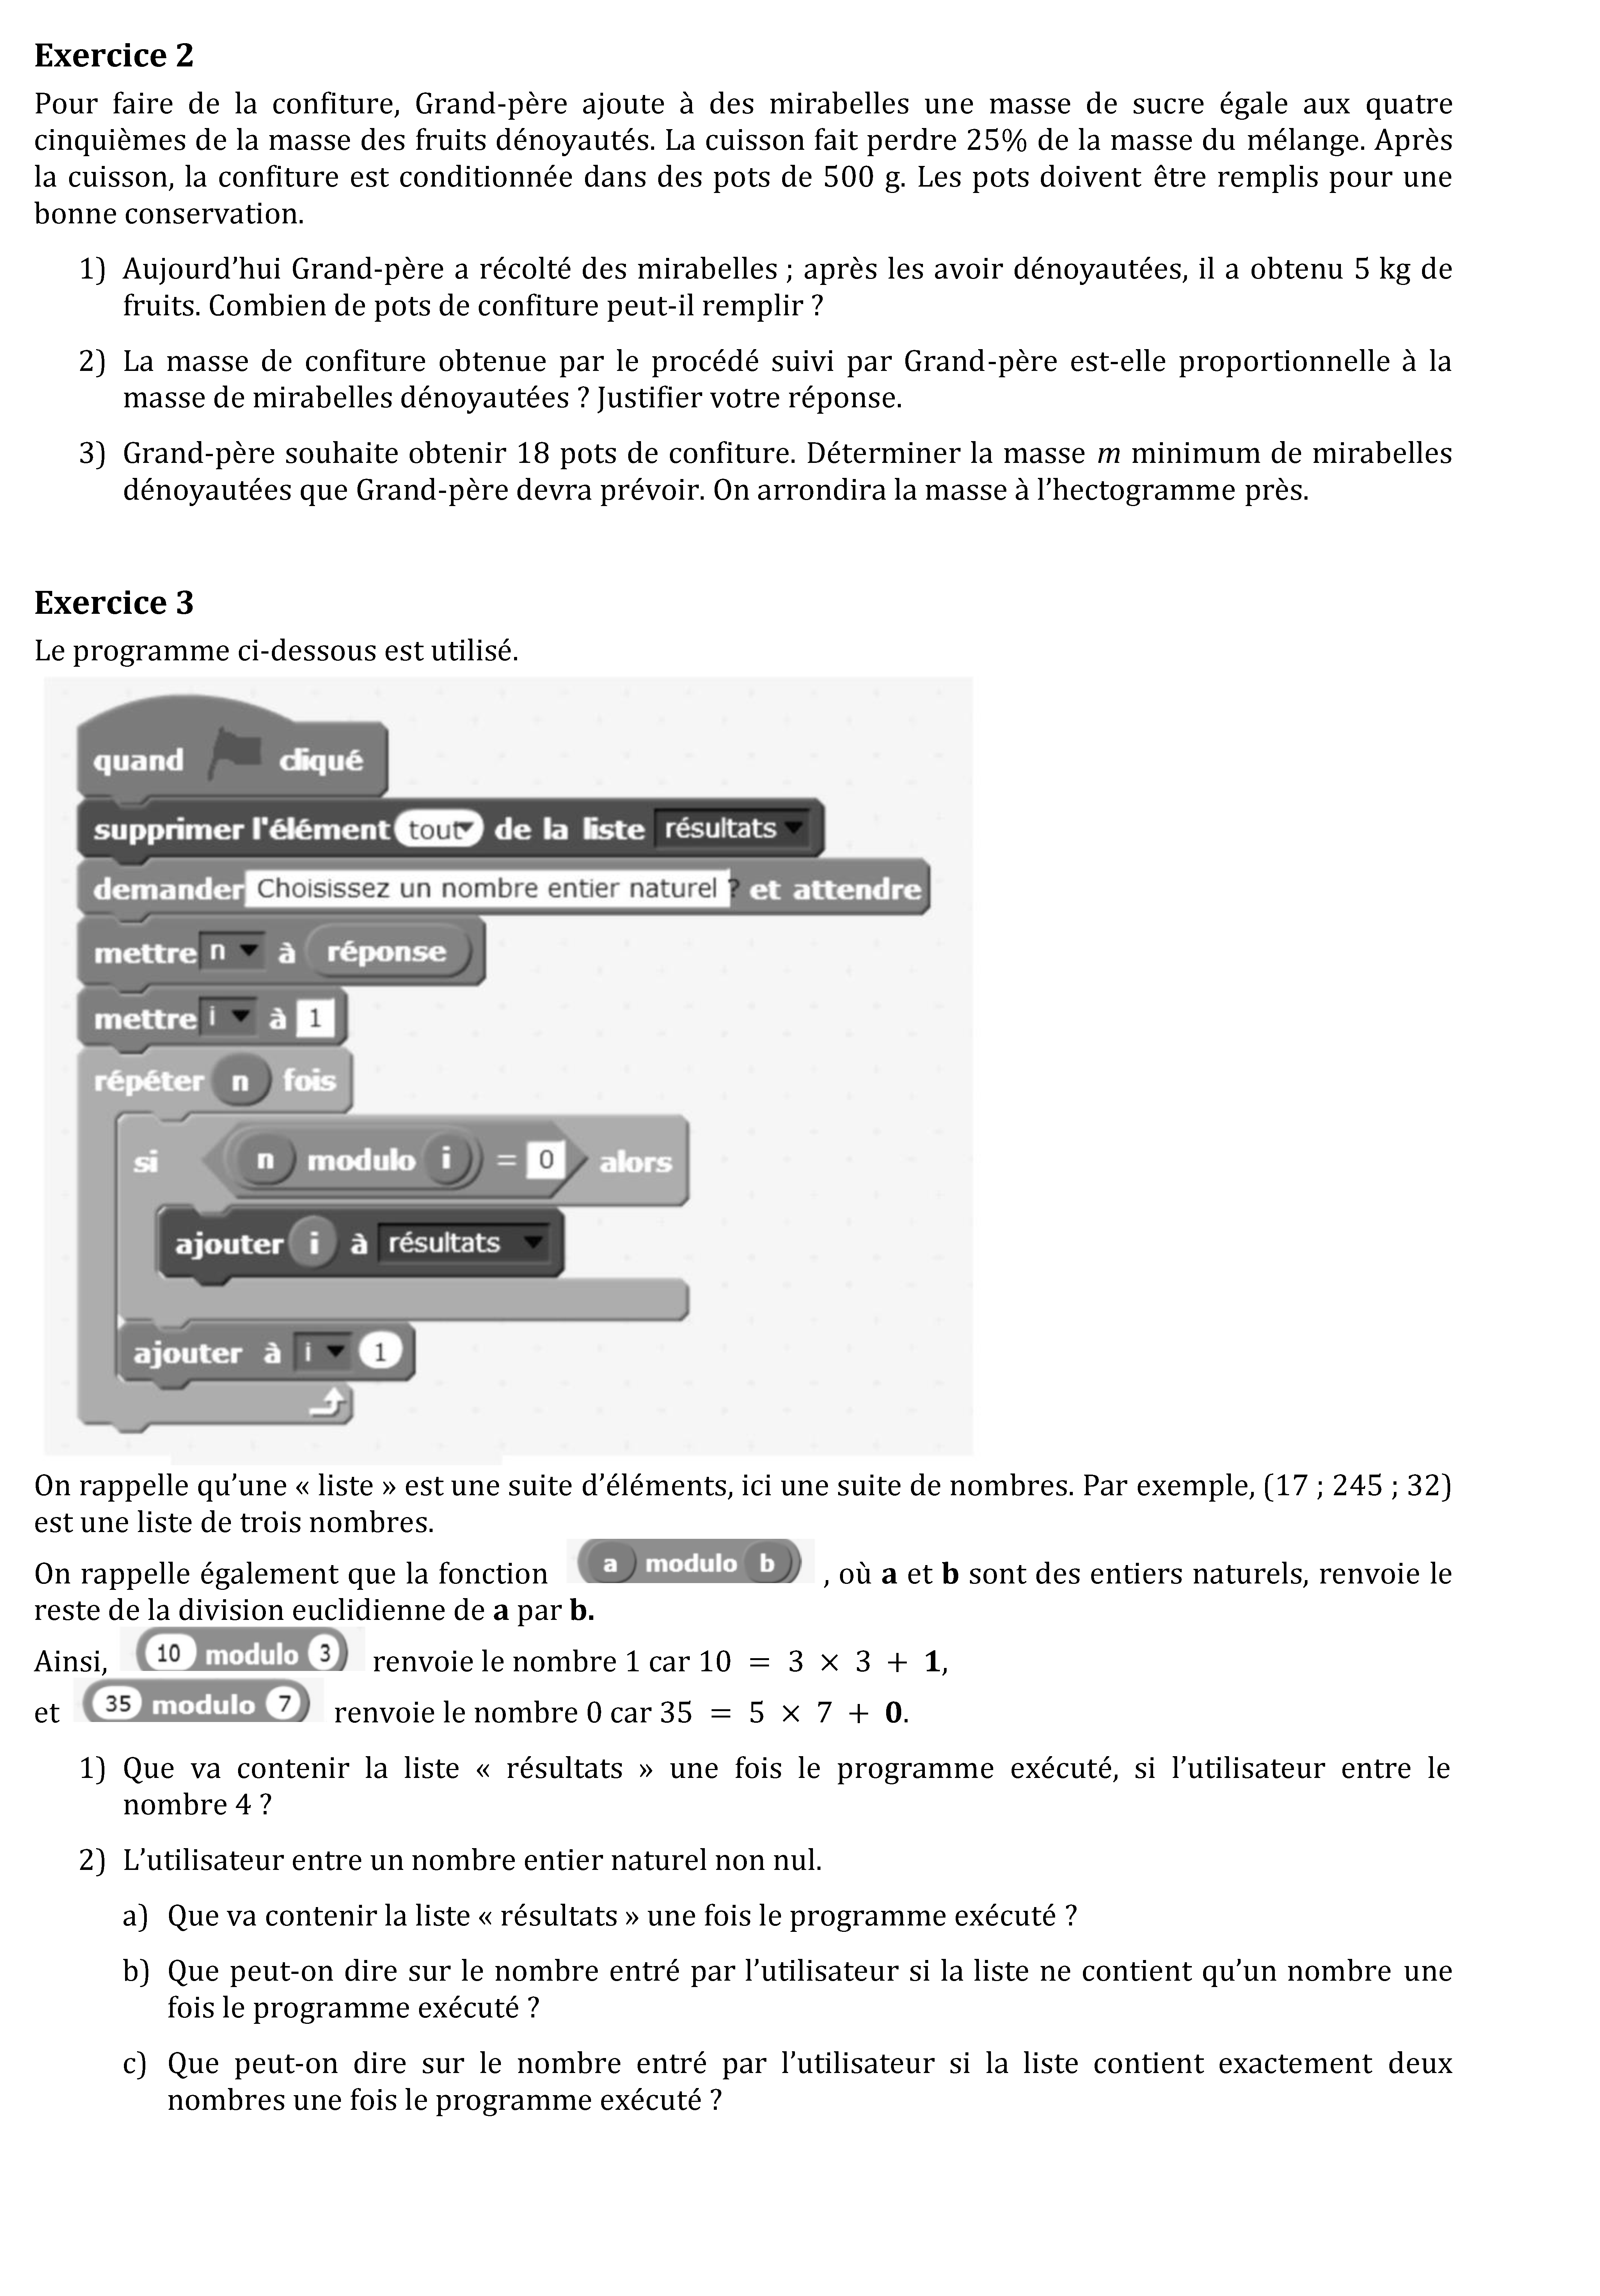 Exercice 2
Pour faire de la confiture, Grand-père ajoute à des mirabelles une masse de sucre égale aux quatre
cinquièmes de la masse des fruits dénoyautés. La cuisson fait perdre 25% de la masse du mélange. Après
la cuisson, la confiture est conditionnée dans des pots de 500 g. Les pots doivent être remplis pour une
bonne conservation.
1) Aujourd’hui Grand-père a récolté des mirabelles ; après les avoir dénoyautées, il a obtenu 5 kg de
fruits. Combien de pots de confiture peut-il remplir ?
2) La masse de confiture obtenue par le procédé suivi par Grand-père est-elle proportionnelle à la
masse de mirabelles dénoyautées ? Justifier votre réponse.
3) Grand-père souhaite obtenir 18 pots de confiture. Déterminer la masse m minimum de mirabelles
dénoyautées que Grand-père devra prévoir. On arrondira la masse à l’hectogramme près.
Exercice 3
Le programme ci-dessous est utilisé.
quand cliqué
supprimer l'élément tout de la liste résultats
demander Choisissez un nombre entier naturel ? et attendre
mettre n à réponse
mettre i à 1
répéter n fois
si n modulo i = 0 alors
ajouter i à résultats
ajouter à i 1
On rappelle qu’une « liste » est une suite d’éléments, ici une suite de nombres. Par exemple, (17 ; 245 ; 32)
est une liste de trois nombres.
On rappelle également que la fonction a modulo b , où a et b sont des entiers naturels, renvoie le
reste de la division euclidienne de a par b.
Ainsi, 10 modulo 3 renvoie le nombre 1 car 10 = 3 × 3 + 1,
et 35 modulo 7 renvoie le nombre 0 car 35 = 5 × 7 + 0.
1) Que va contenir la liste « résultats » une fois le programme exécuté, si l’utilisateur entre le
nombre 4 ?
2) L’utilisateur entre un nombre entier naturel non nul.
a) Que va contenir la liste « résultats » une fois le programme exécuté ?
b) Que peut-on dire sur le nombre entré par l’utilisateur si la liste ne contient qu’un nombre une
fois le programme exécuté ?
c) Que peut-on dire sur le nombre entré par l’utilisateur si la liste contient exactement deux
nombres une fois le programme exécuté ?